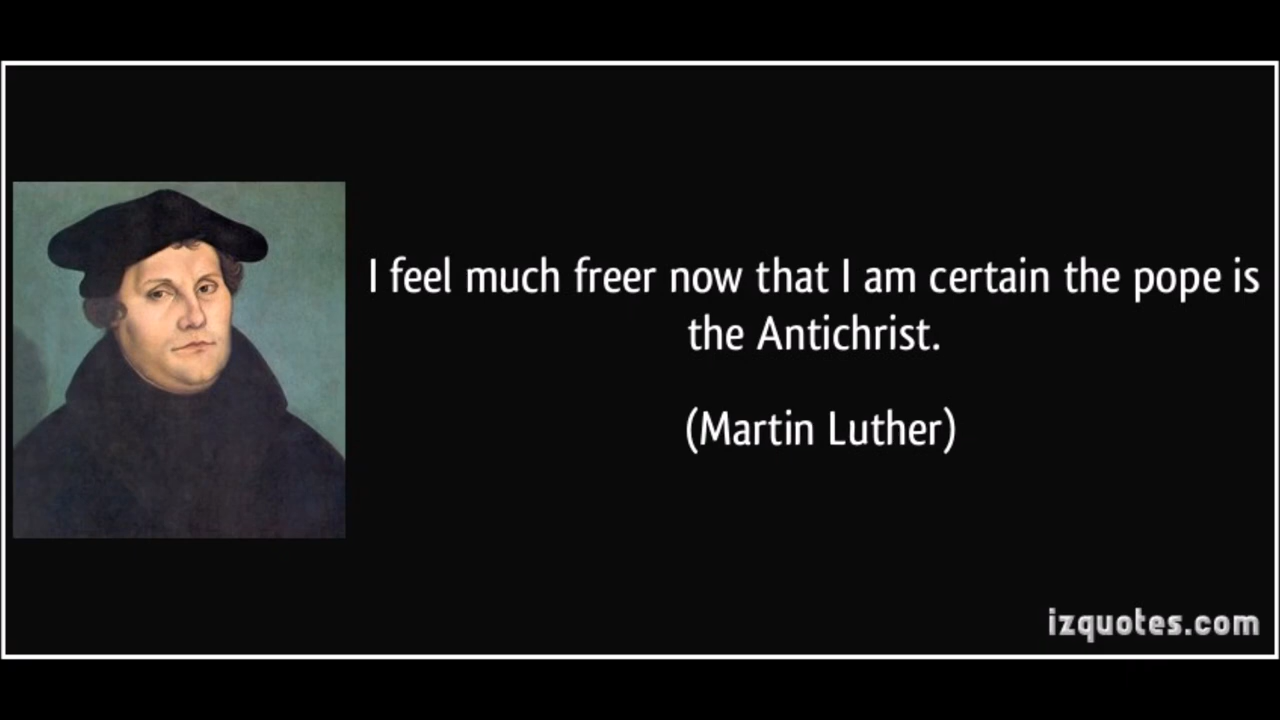 I feel much freer now that I am certain the pope is
the Antichrist.
(Martin Luther)
izquotes.com